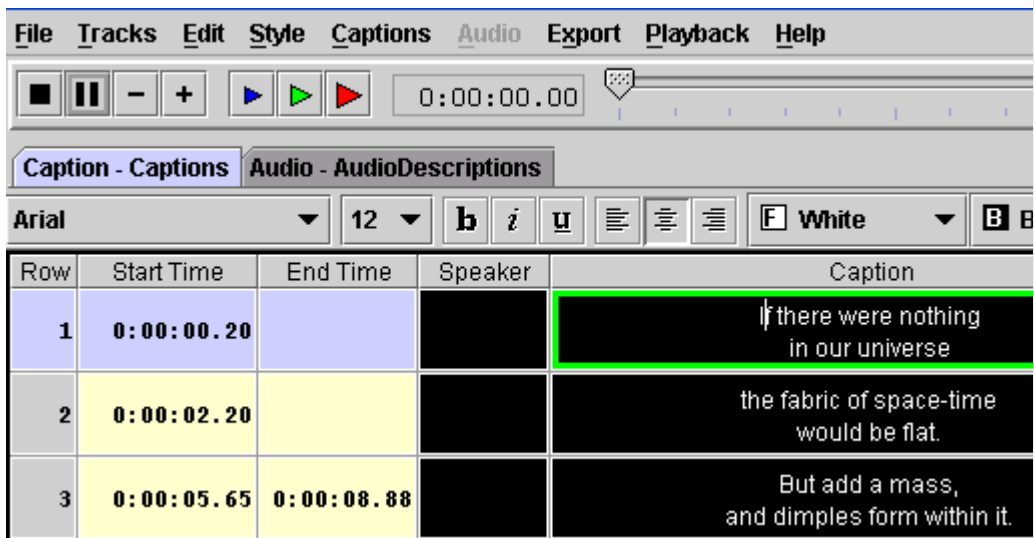 File Tracks Edit Style Captions Audio Export Playback Help
0:00:00.00
Caption - Captions Audio - AudioDescriptions
Arial 12 b i u F White B
Row Start Time End Time Speaker Caption
1 0:00:00.20 If there were nothing
in our universe
2 0:00:02.20 the fabric of space-time
would be flat.
3 0:00:05.65 0:00:08.88 But add a mass,
and dimples form within it.